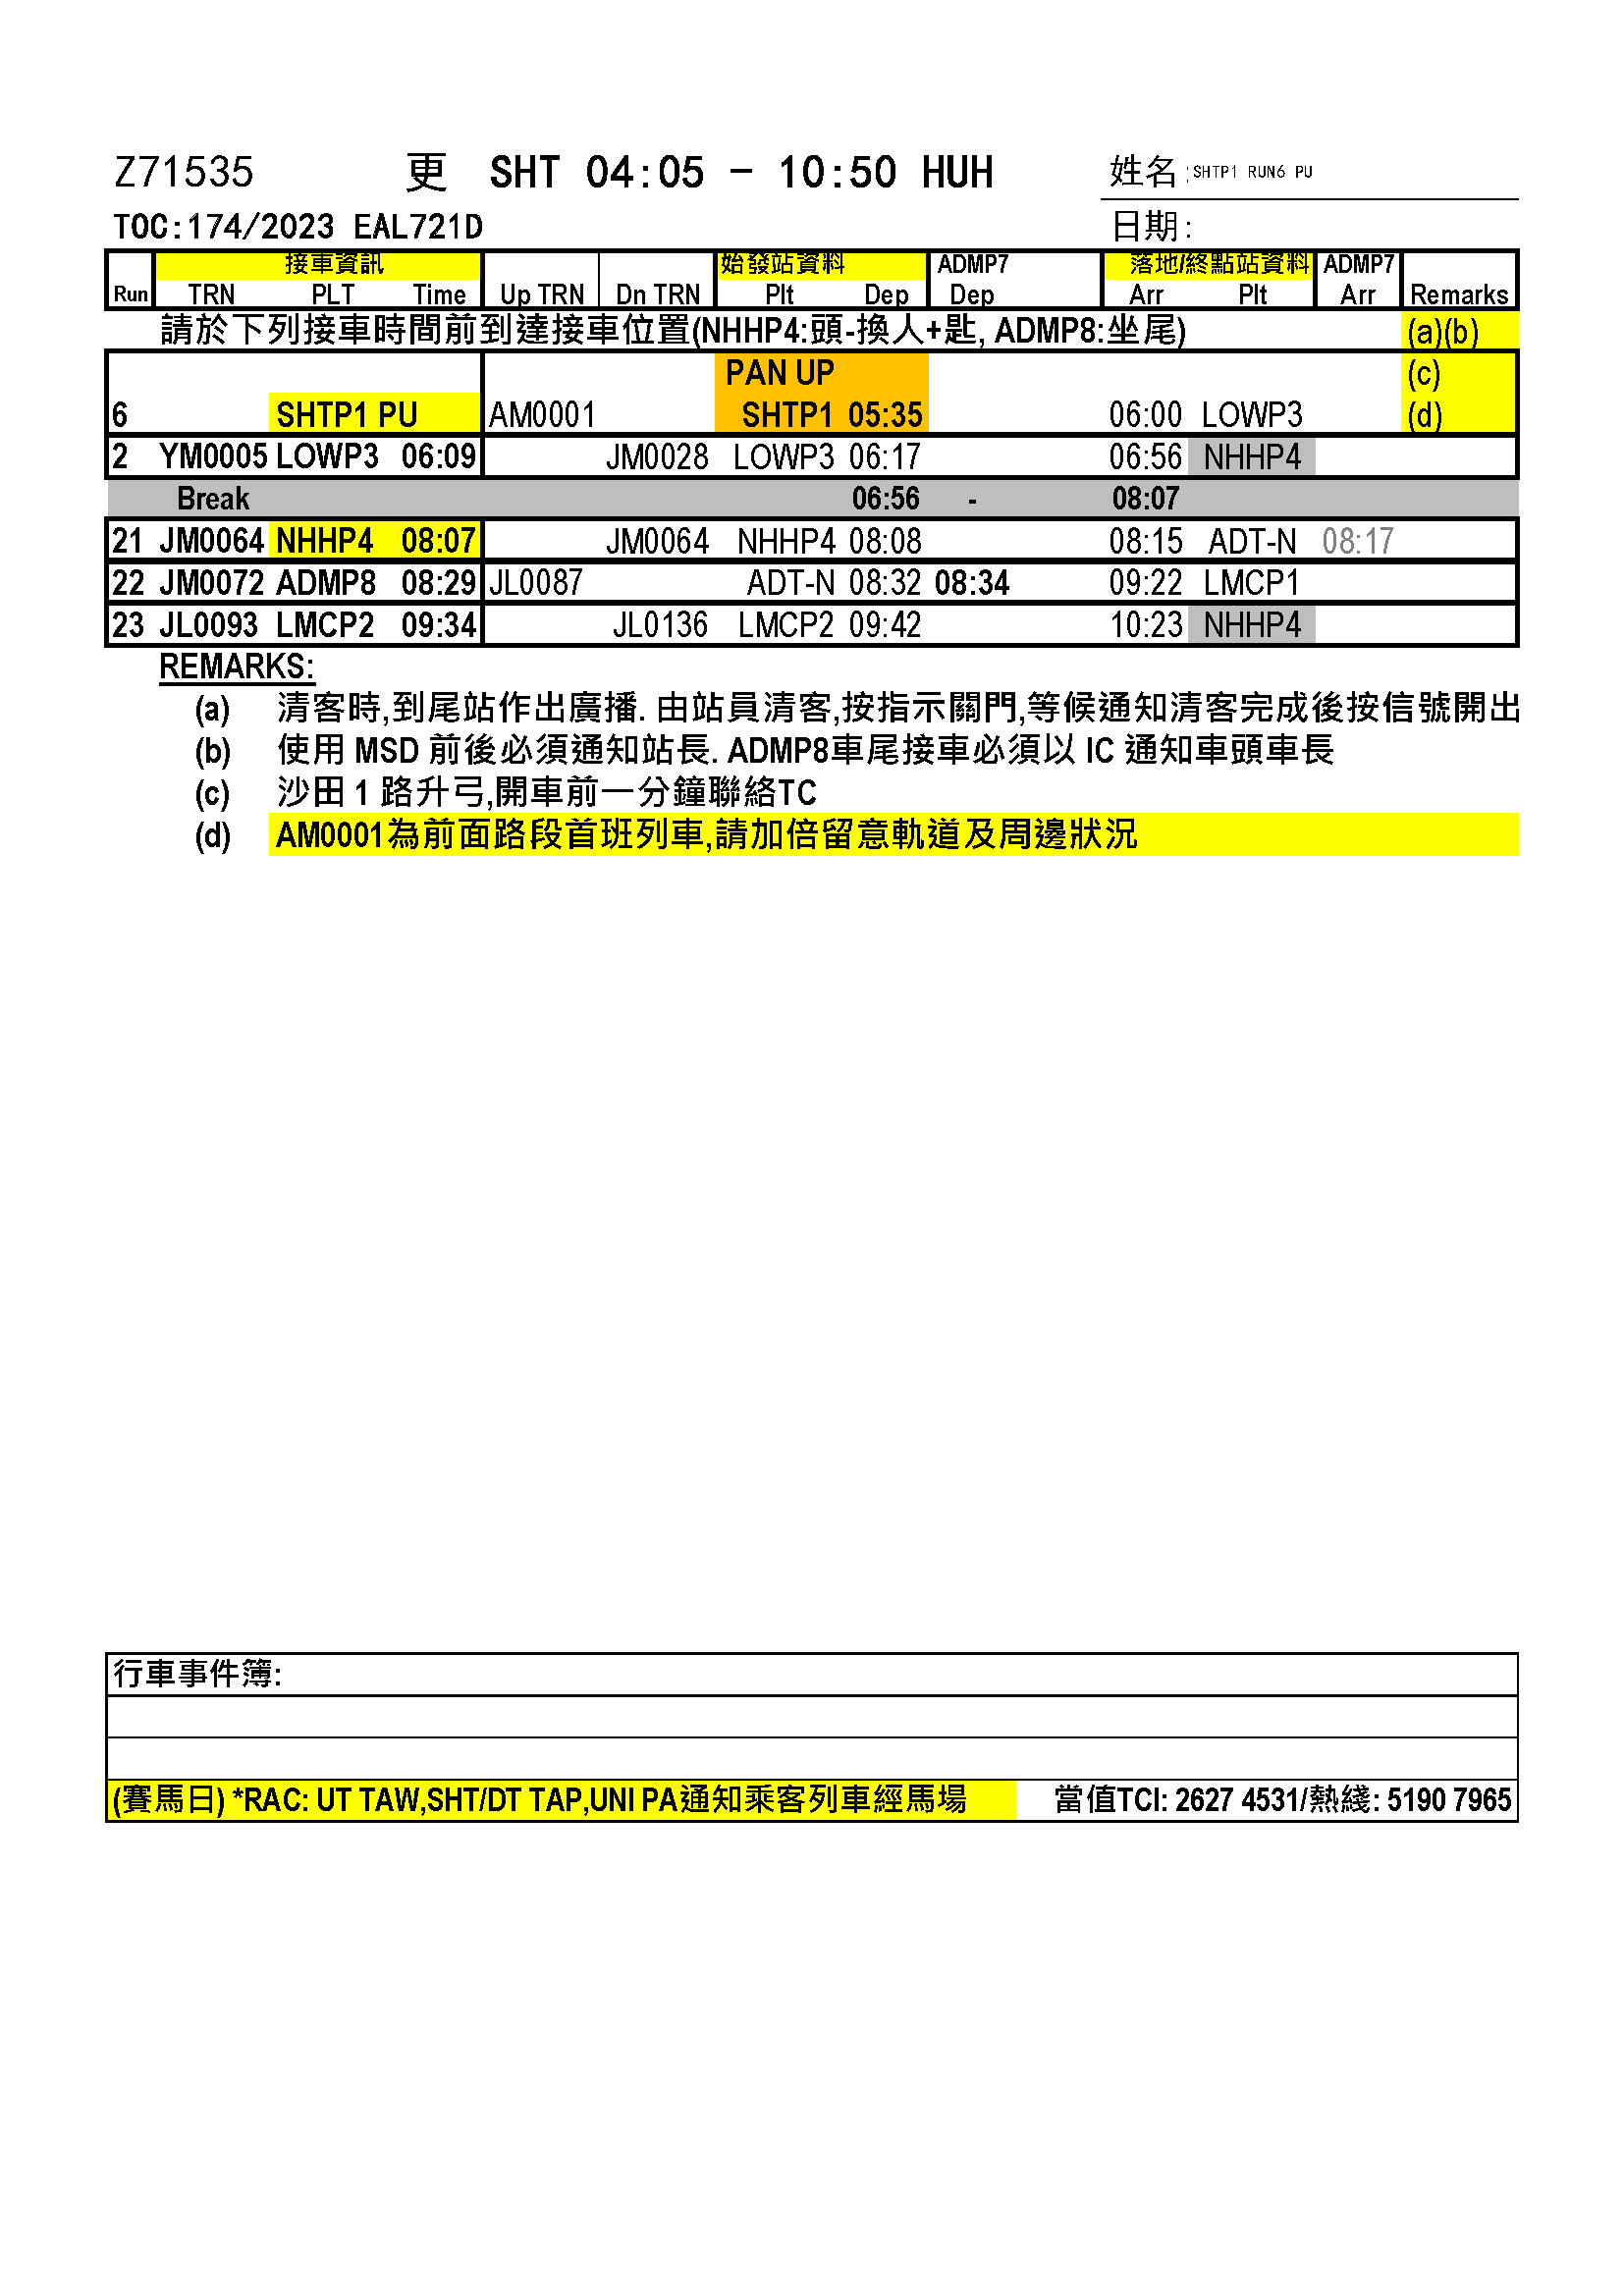 Z71535 更 SHT 04:05 - 10:50 HUH 姓名:SHTP1 RUN6 PU
TOC:174/2023 EAL721D 日期:
接車資訊 始發站資料 ADMP7 落地/終點站資料 ADMP7
Run TRN PLT Time Up TRN Dn TRN Plt Dep Dep Arr Plt Arr Remarks
請於下列接車時間前到達接車位置(NHHP4:頭-換人+匙, ADMP8:坐尾) (a)(b)
PAN UP (c)
6 SHTP1 PU AM0001 SHTP1 05:35 06:00 LOWP3 (d)
2 YM0005 LOWP3 06:09 JM0028 LOWP3 06:17 06:56 NHHP4
Break 06:56 - 08:07
21 JM0064 NHHP4 08:07 JM0064 NHHP4 08:08 08:15 ADT-N 08:17
22 JM0072 ADMP8 08:29 JL0087 ADT-N 08:32 08:34 09:22 LMCP1
23 JL0093 LMCP2 09:34 JL0136 LMCP2 09:42 10:23 NHHP4
REMARKS:
(a) 清客時,到尾站作出廣播. 由站員清客,按指示關門,等候通知清客完成後按信號開出
(b) 使用 MSD 前後必須通知站長. ADMP8車尾接車必須以 IC 通知車頭車長
(c) 沙田 1 路升弓,開車前一分鐘聯絡TC
(d) AM0001為前面路段首班列車,請加倍留意軌道及周邊狀況
行車事件簿:
(賽馬日) *RAC: UT TAW,SHT/DT TAP,UNI PA通知乘客列車經馬場 當值TCI: 2627 4531/熱綫: 5190 7965